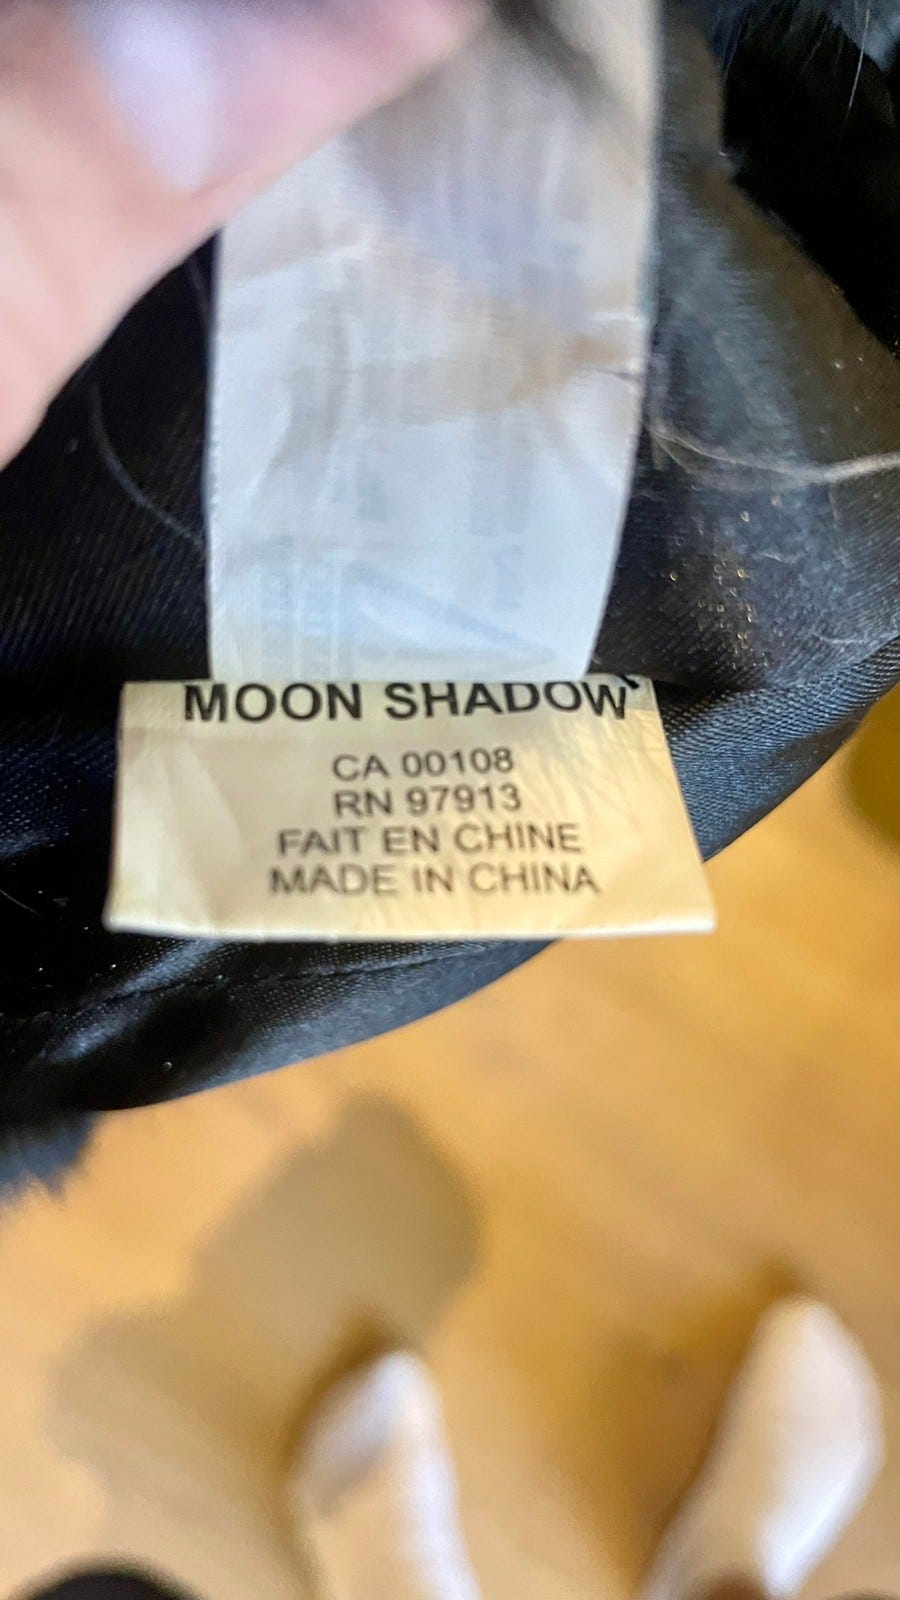 MOON SHADOW
CA 00108
RN 97913
FAIT EN CHINE
MADE IN CHINA